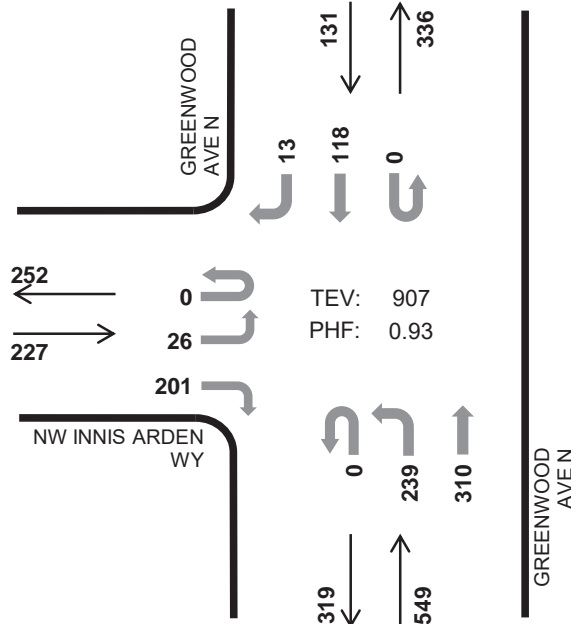 131
336
GREENWOOD
AVE N
13
118
0
252
0
TEV: 907
PHF: 0.93
26
227
201
NW INNIS ARDEN
WY
0
239
310
GREENWOOD
AVE N
319
549